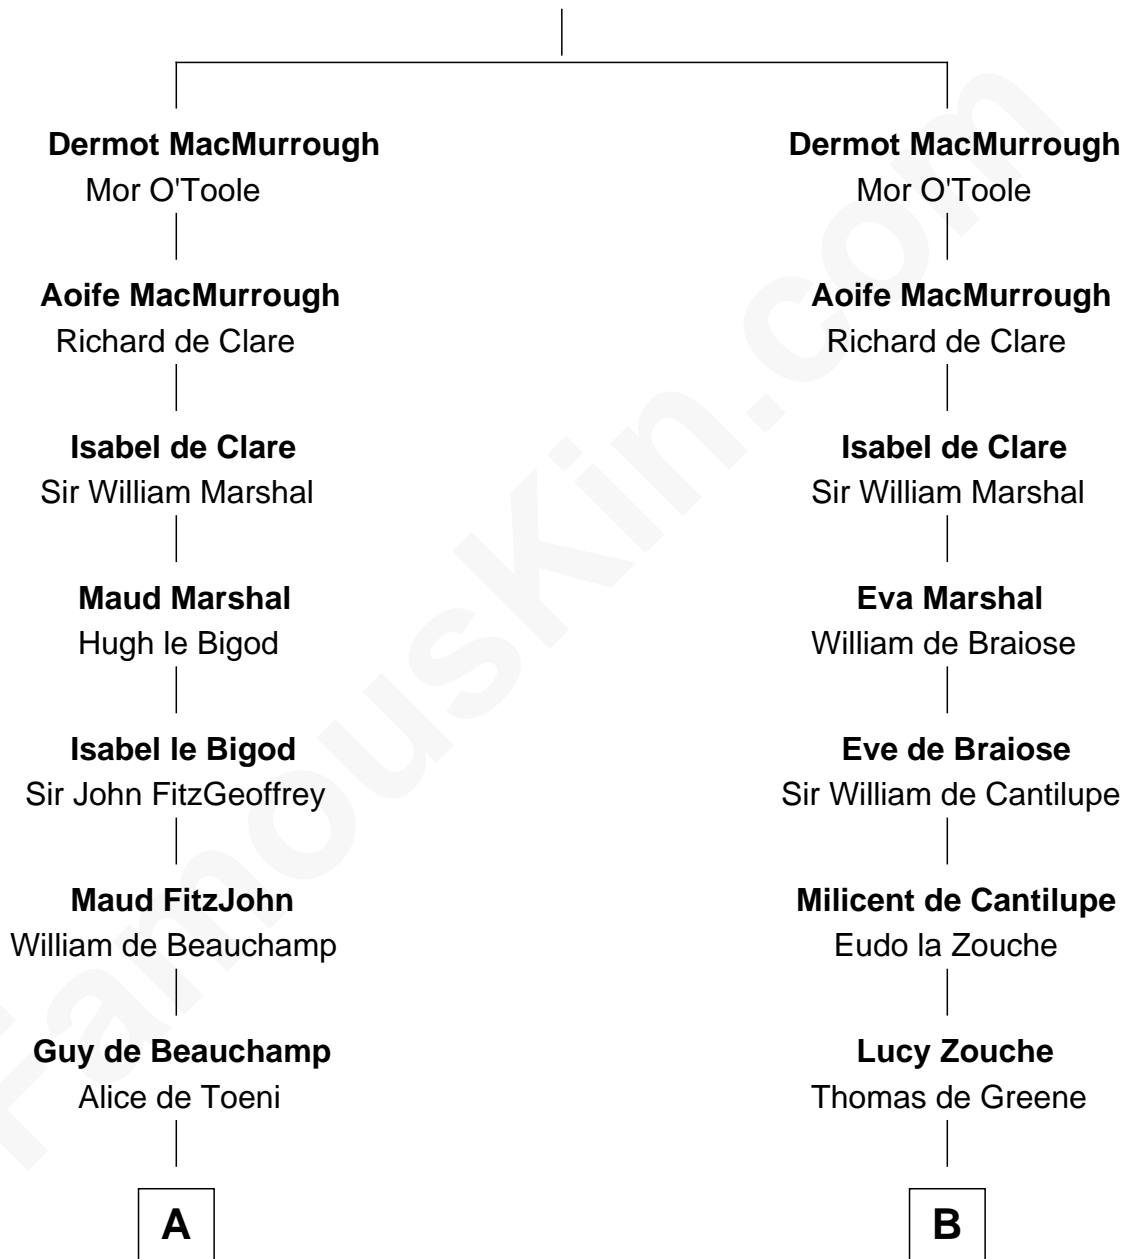 Dermot MacMurrough
Mor O'Toole
Aoife MacMurrough
Richard de Clare
Isabel de Clare
Sir William Marshal
Maud Marshal
Hugh le Bigod
Isabel le Bigod
Sir John FitzGeoffrey
Maud FitzJohn
William de Beauchamp
Guy de Beauchamp
Alice de Toeni
A
Dermot MacMurrough
Mor O'Toole
Aoife MacMurrough
Richard de Clare
Isabel de Clare
Sir William Marshal
Eva Marshal
William de Braiose
Eve de Braiose
Sir William de Cantilupe
Milicent de Cantilupe
Eudo la Zouche
Lucy Zouche
Thomas de Greene
B
FamousKin.com